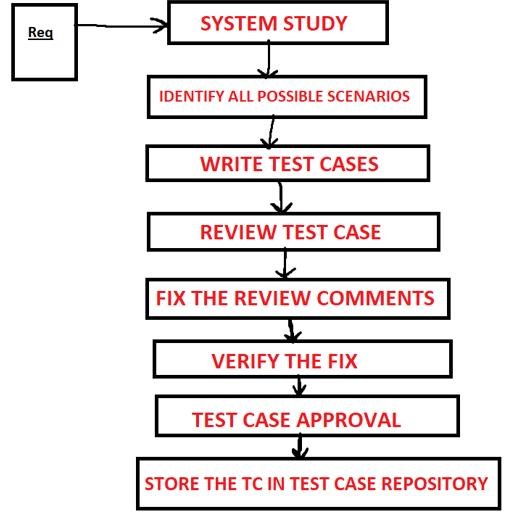 Req
SYSTEM STUDY
IDENTIFY ALL POSSIBLE SCENARIOS
WRITE TEST CASES
REVIEW TEST CASE
FIX THE REVIEW COMMENTS
VERIFY THE FIX
TEST CASE APPROVAL
STORE THE TC IN TEST CASE REPOSITORY